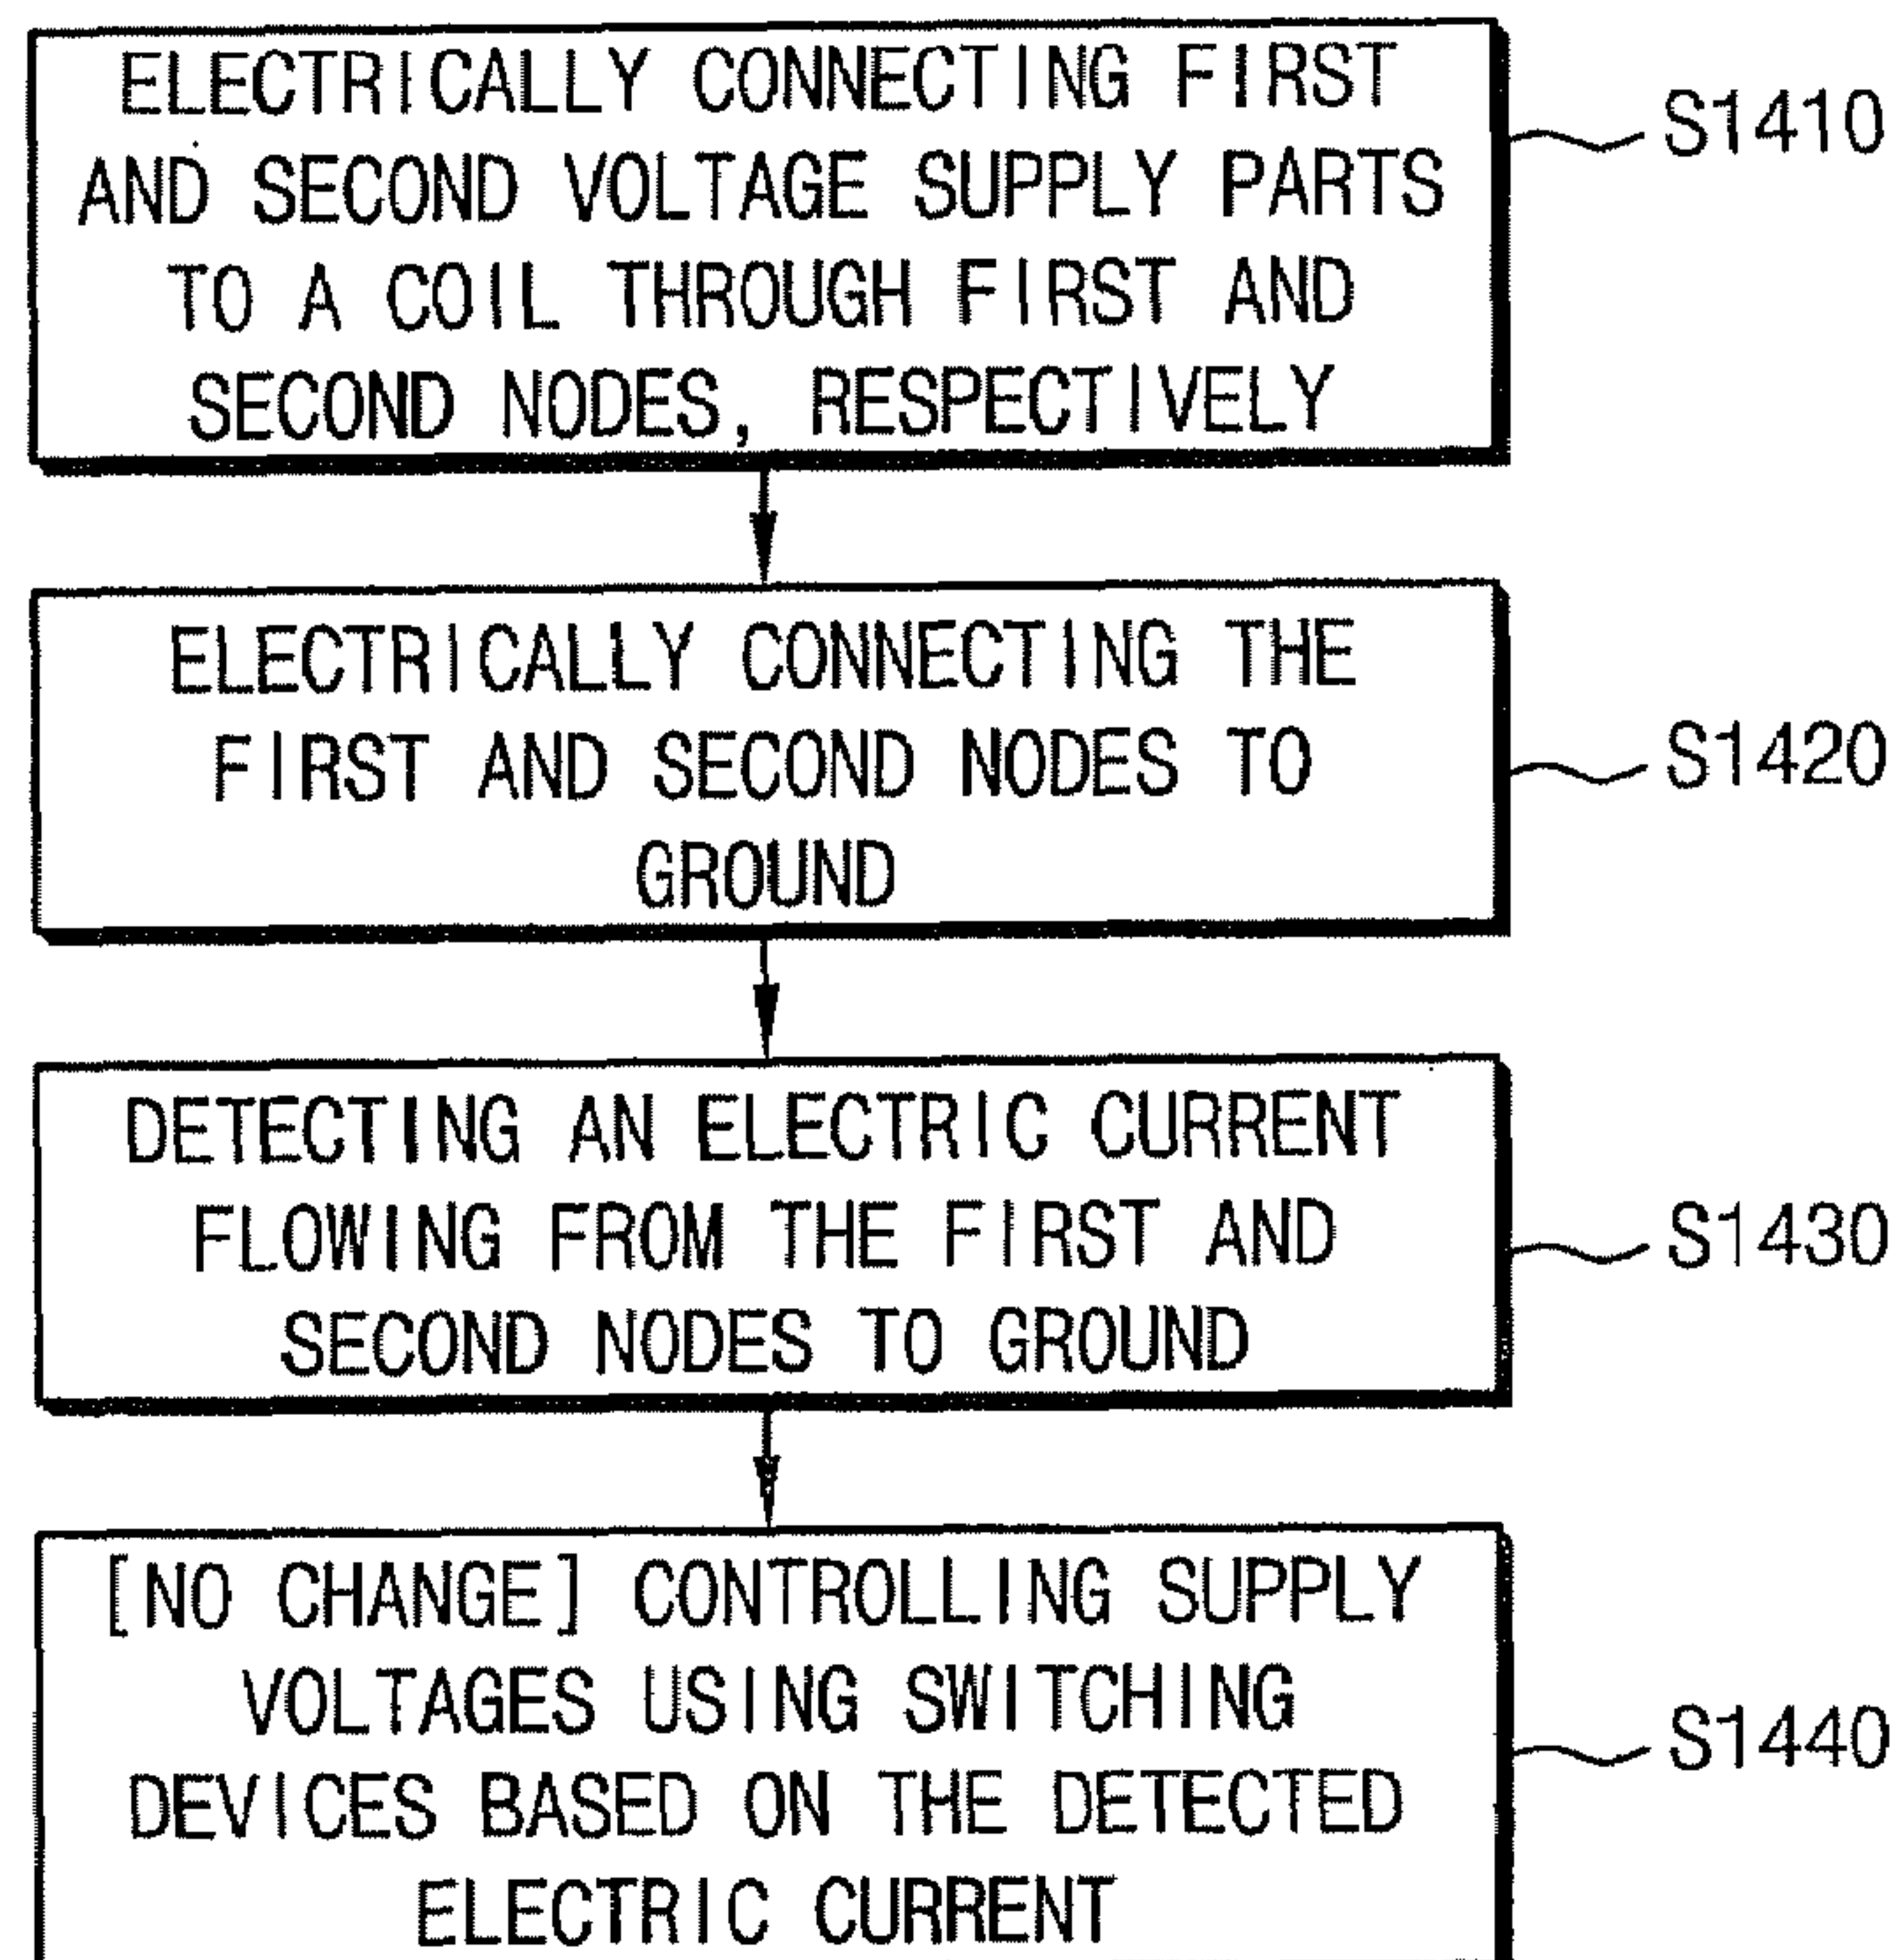 ELECTRICALLY CONNECTING FIRST
AND SECOND VOLTAGE SUPPLY PARTS
TO A COIL THROUGH FIRST AND
SECOND NODES, RESPECTIVELY
S1410
ELECTRICALLY CONNECTING THE
FIRST AND SECOND NODES TO
GROUND
S1420
DETECTING AN ELECTRIC CURRENT
FLOWING FROM THE FIRST AND
SECOND NODES TO GROUND
S1430
[NO CHANGE] CONTROLLING SUPPLY
VOLTAGES USING SWITCHING
DEVICES BASED ON THE DETECTED
ELECTRIC CURRENT
S1440